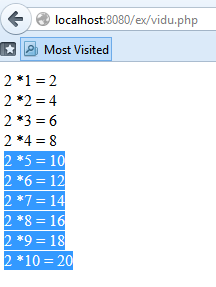 localhost:8080/ex/vidu.php
Most Visited
2 *1 = 2
2 *2 = 4
2 *3 = 6
2 *4 = 8
2 *5 = 10
2 *6 = 12
2 *7 = 14
2 *8 = 16
2 *9 = 18
2 *10 = 20